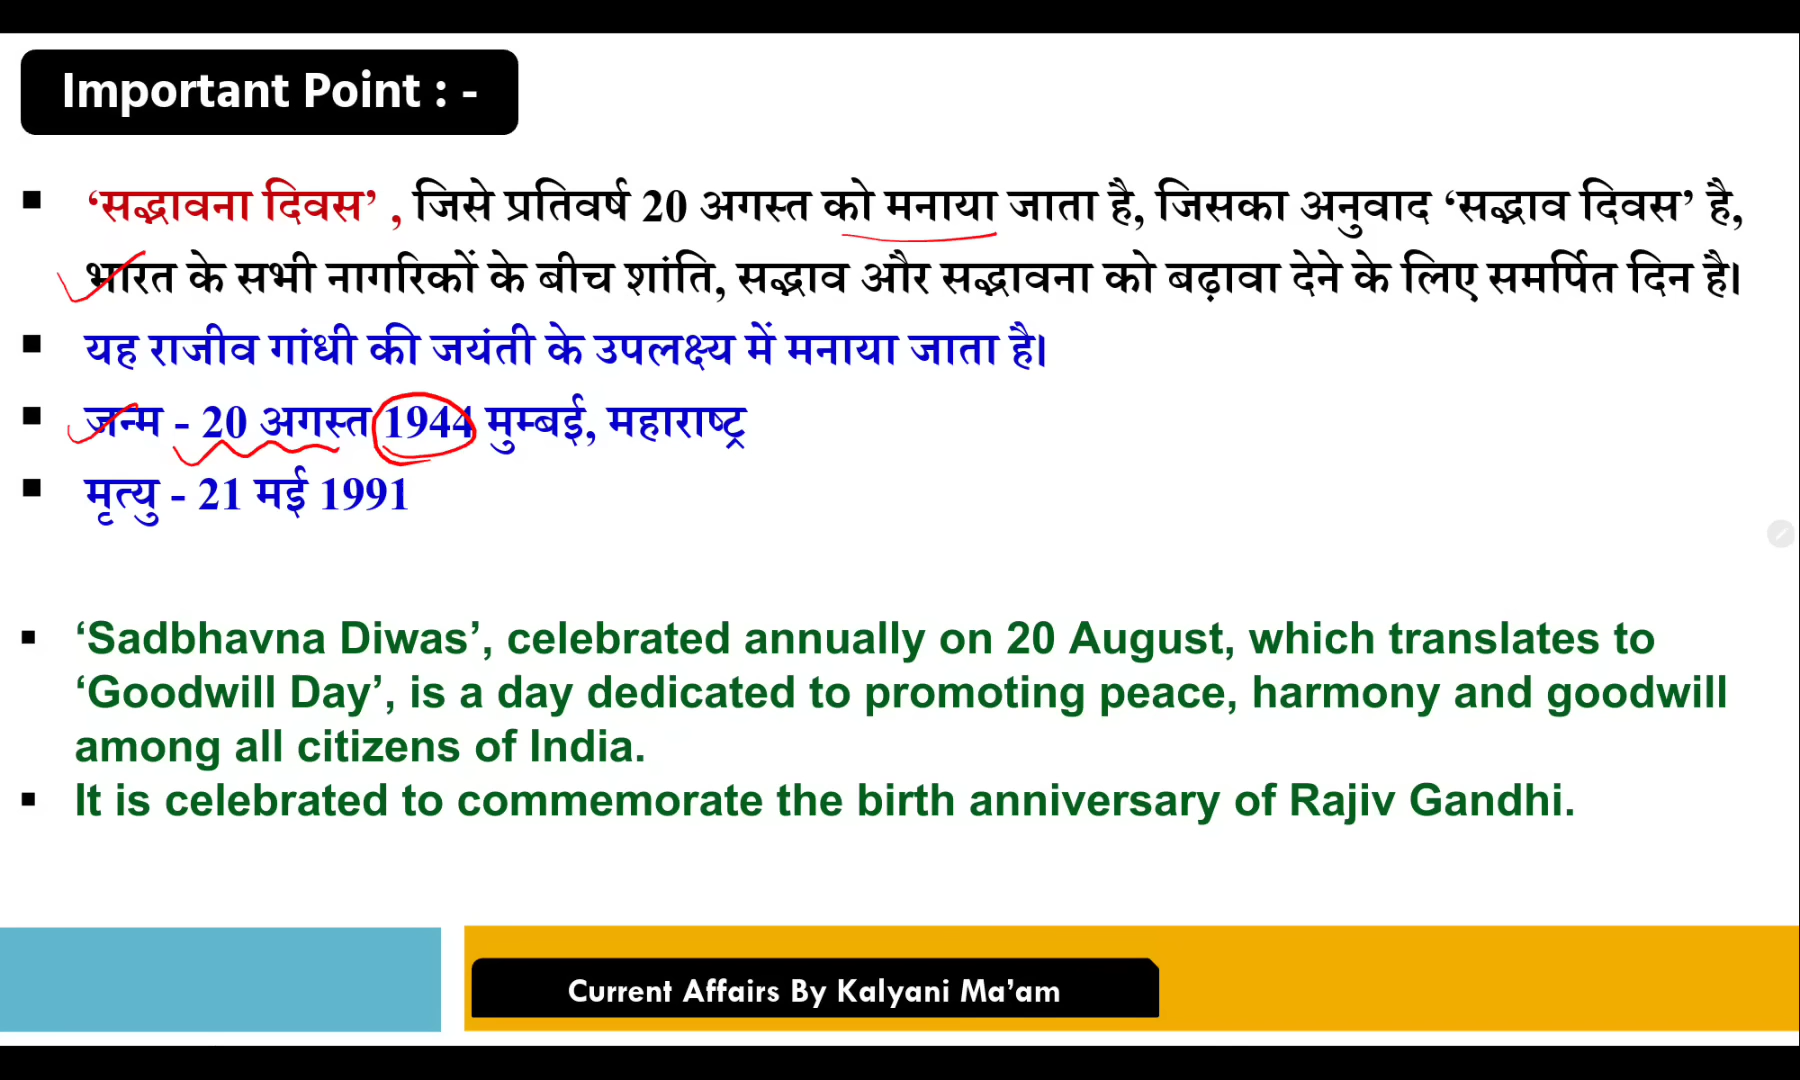 Important Point : -
‘सद्भावना दिवस’ , जिसे प्रतिवर्ष 20 अगस्त को मनाया जाता है, जिसका अनुवाद ‘सद्भाव दिवस’ है,
भारत के सभी नागरिकों के बीच शांति, सद्भाव और सद्भावना को बढ़ावा देने के लिए समर्पित दिन है।
यह राजीव गांधी की जयंती के उपलक्ष्य में मनाया जाता है।
जन्म - 20 अगस्त 1944 मुम्बई, महाराष्ट्र
मृत्यु - 21 मई 1991
‘Sadbhavna Diwas’, celebrated annually on 20 August, which translates to
‘Goodwill Day’, is a day dedicated to promoting peace, harmony and goodwill
among all citizens of India.
It is celebrated to commemorate the birth anniversary of Rajiv Gandhi.
Current Affairs By Kalyani Ma’am